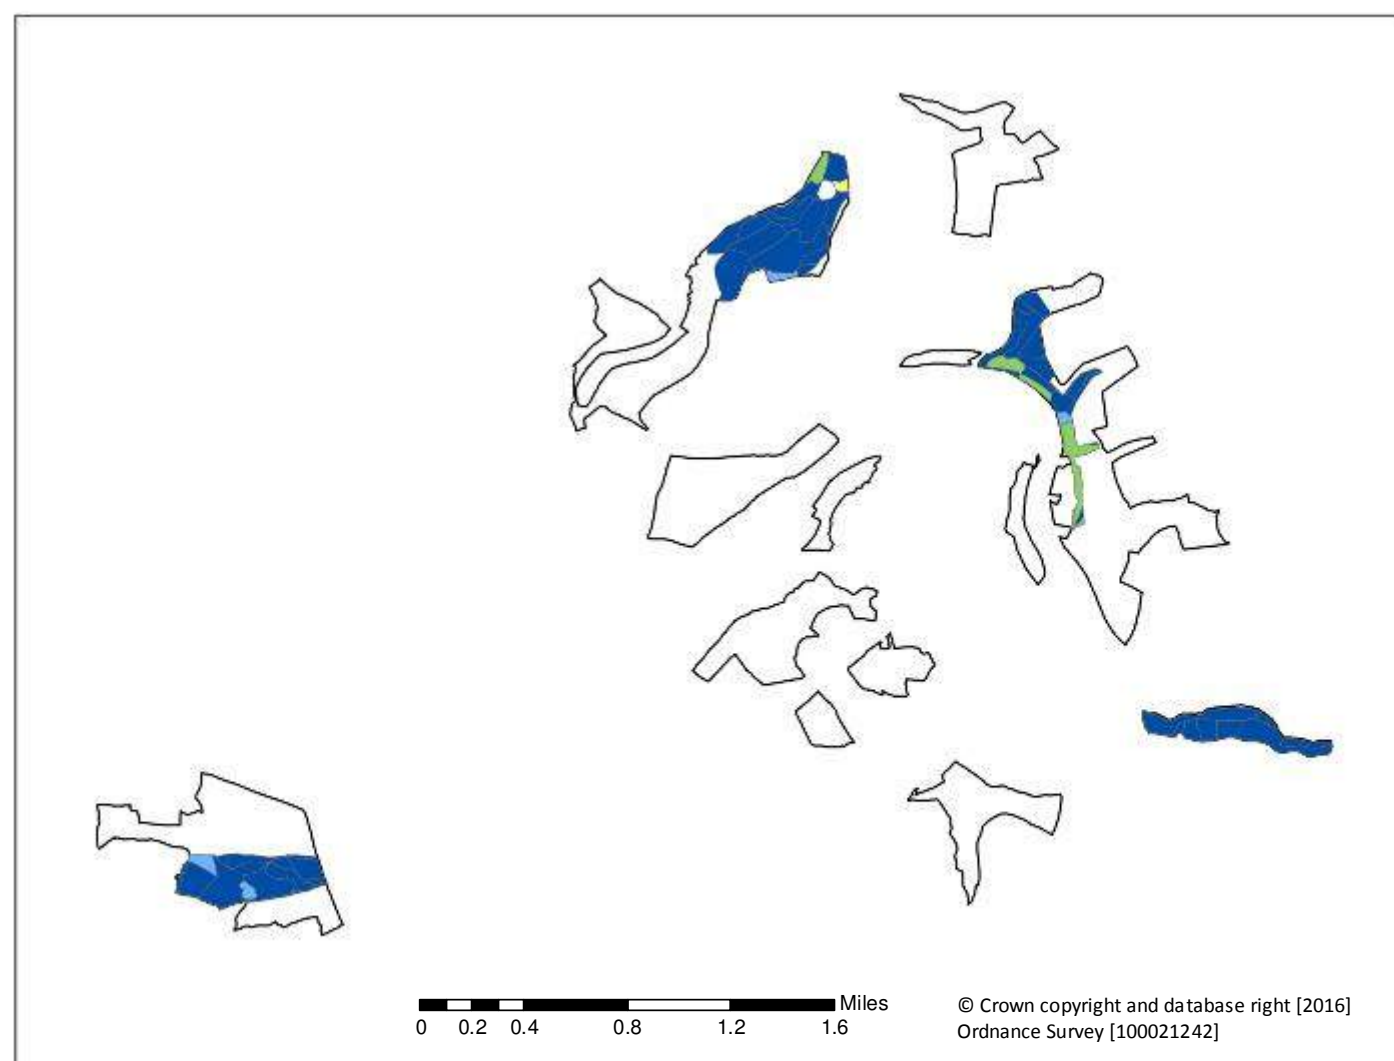 Miles
0 0.2 0.4 0.8 1.2 1.6
© Crown copyright and database right [2016]
Ordnance Survey [100021242]